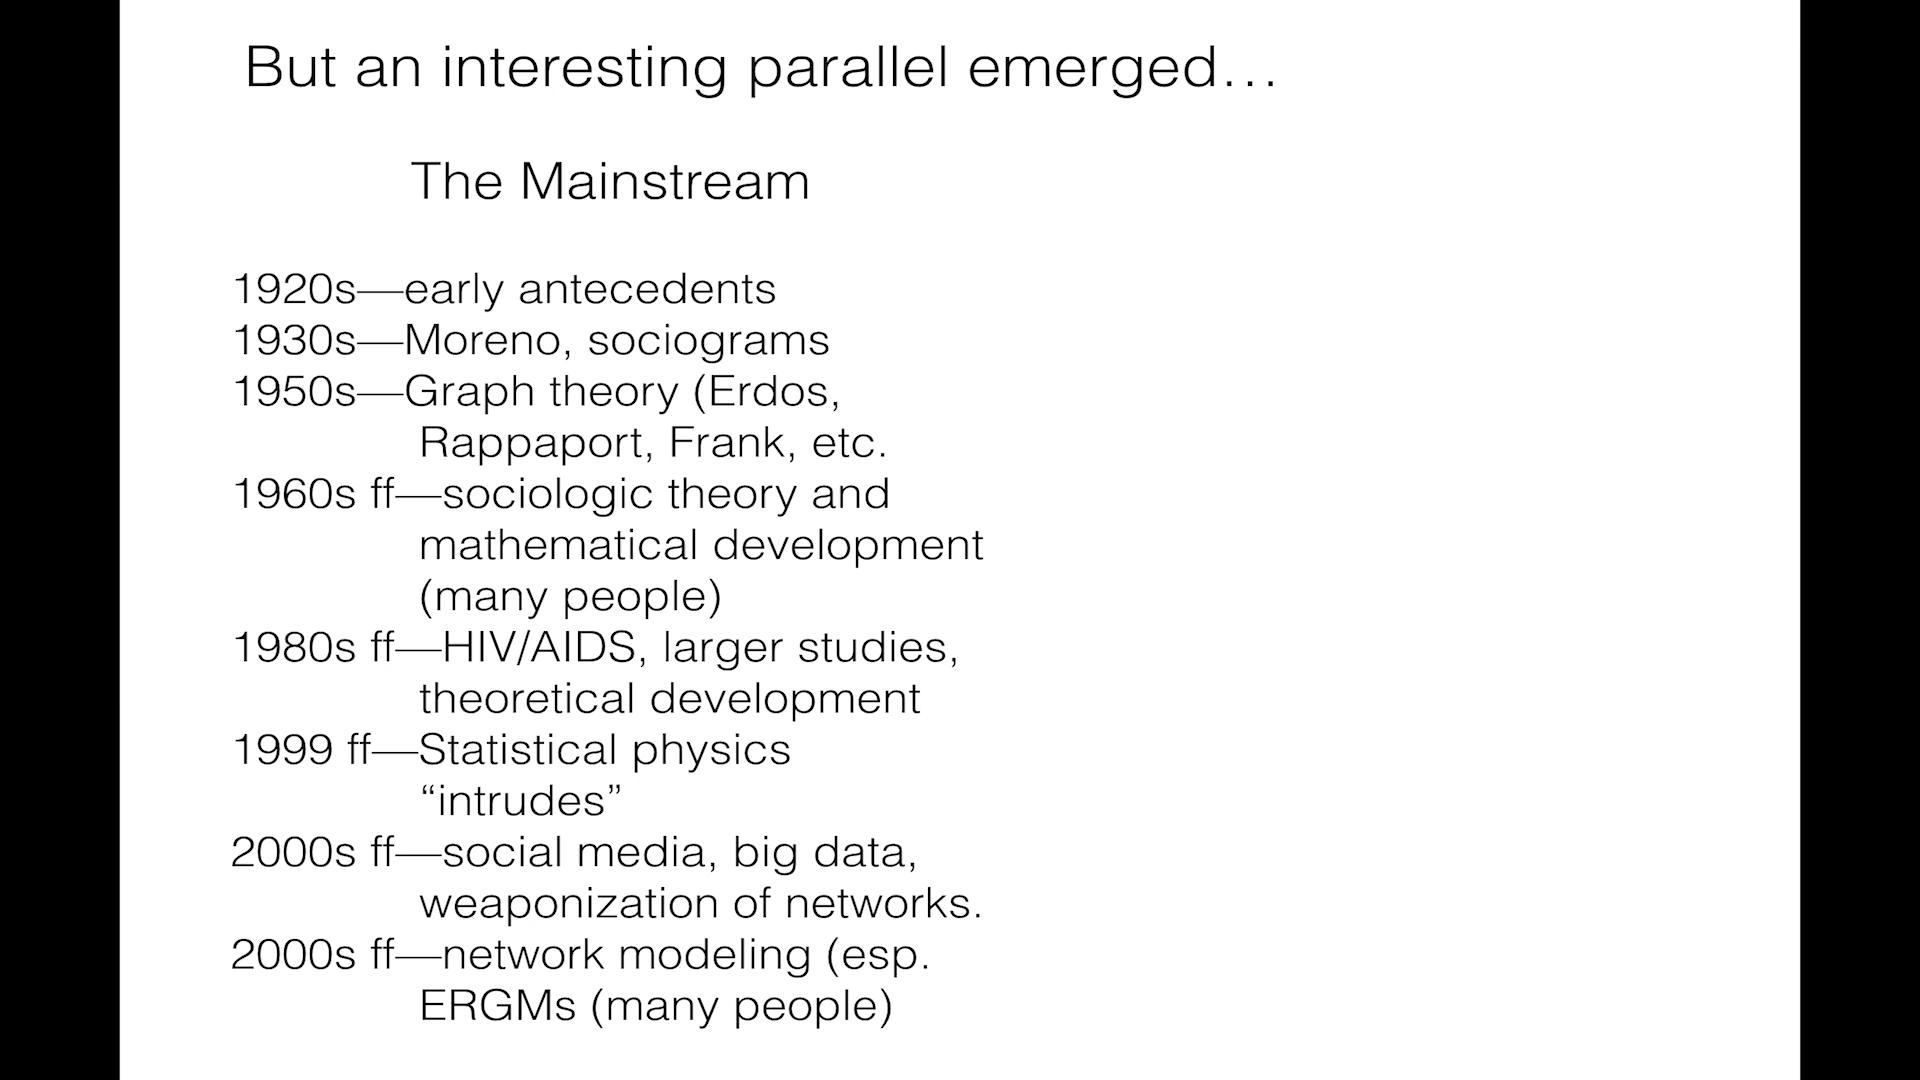 But an interesting parallel emerged…
The Mainstream
1920s—early antecedents
1930s—Moreno, sociograms
1950s—Graph theory (Erdos,
Rappaport, Frank, etc.
1960s ff—sociologic theory and
mathematical development
(many people)
1980s ff—HIV/AIDS, larger studies,
theoretical development
1999 ff—Statistical physics
“intrudes”
2000s ff—social media, big data,
weaponization of networks.
2000s ff—network modeling (esp.
ERGMs (many people)